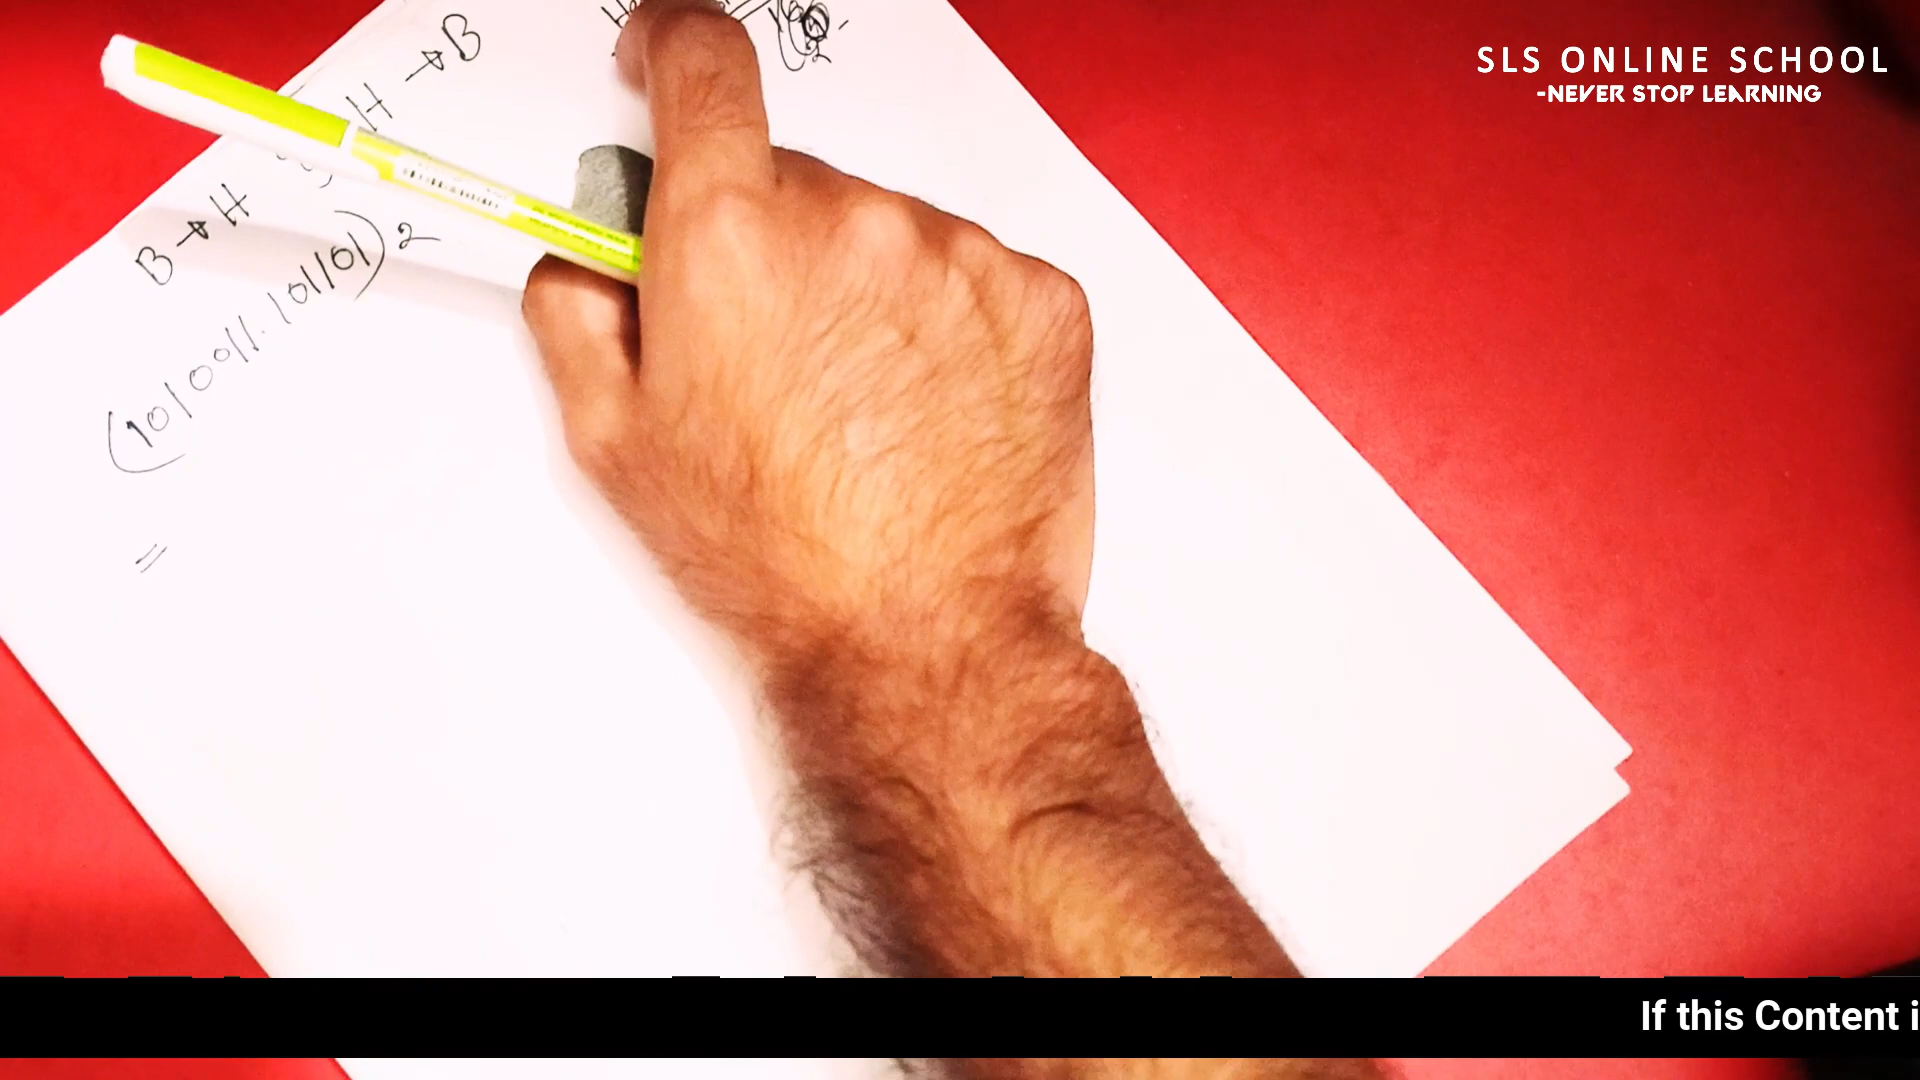 SLS ONLINE SCHOOL
-NEVER STOP LEARNING
B → H
H → B
(1010011.101101)2
=
If this Content i